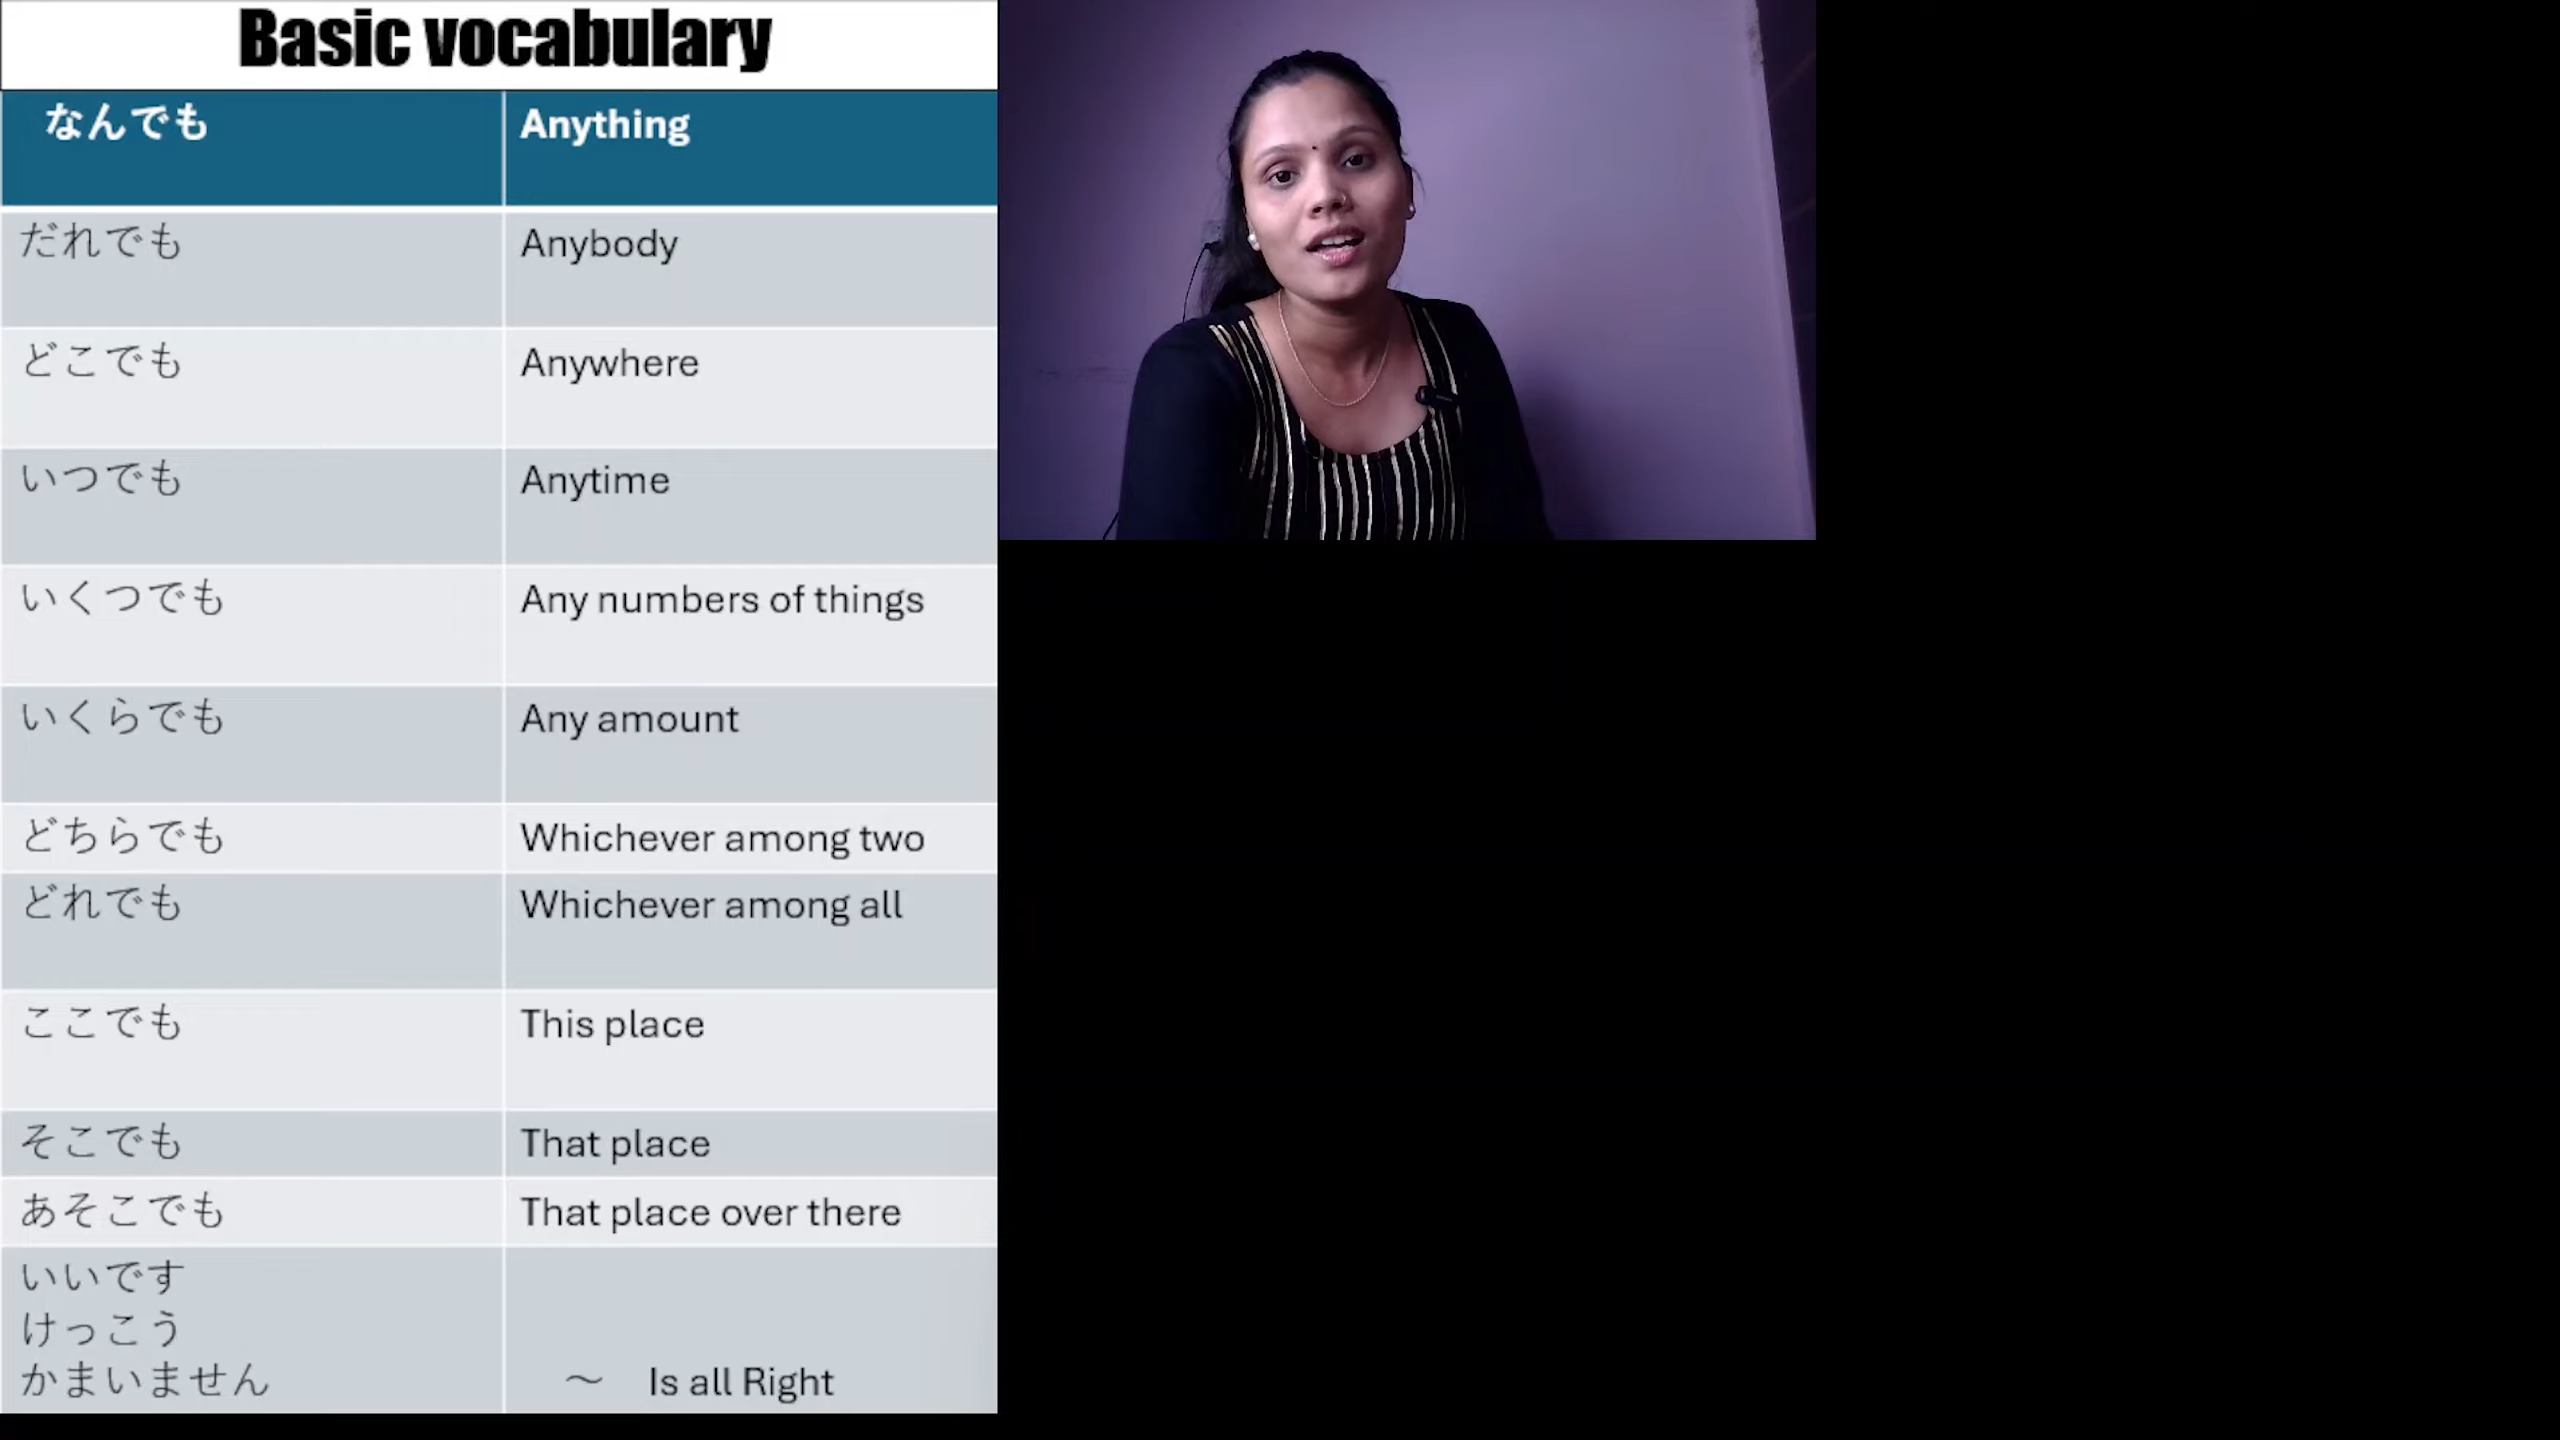 Basic vocabulary
なんでも Anything
だれでも Anybody
どこでも Anywhere
いつでも Anytime
いくつでも Any numbers of things
いくらでも Any amount
どちらでも Whichever among two
どれでも Whichever among all
ここでも This place
そこでも That place
あそこでも That place over there
いいです
けっこう
かまいません ～ Is all Right